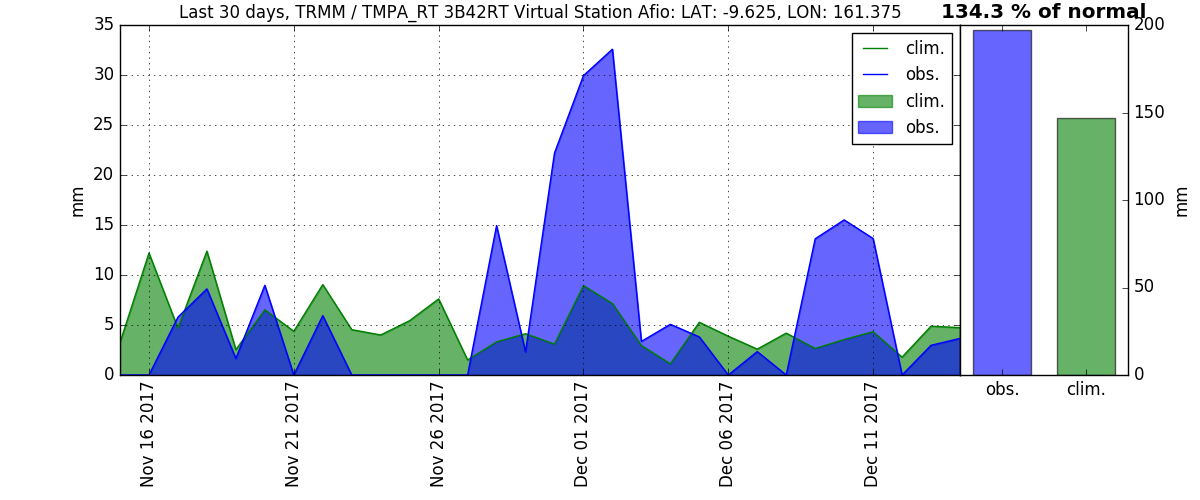 Last 30 days, TRMM / TMPA_RT 3B42RT Virtual Station Afio: LAT: -9.625, LON: 161.375
134.3 % of normal
35
30
25
20
15
10
5
0
mm
clim.
obs.
clim.
obs.
Nov 16 2017
Nov 21 2017
Nov 26 2017
Dec 01 2017
Dec 06 2017
Dec 11 2017
200
150
100
50
0
mm
obs.
clim.